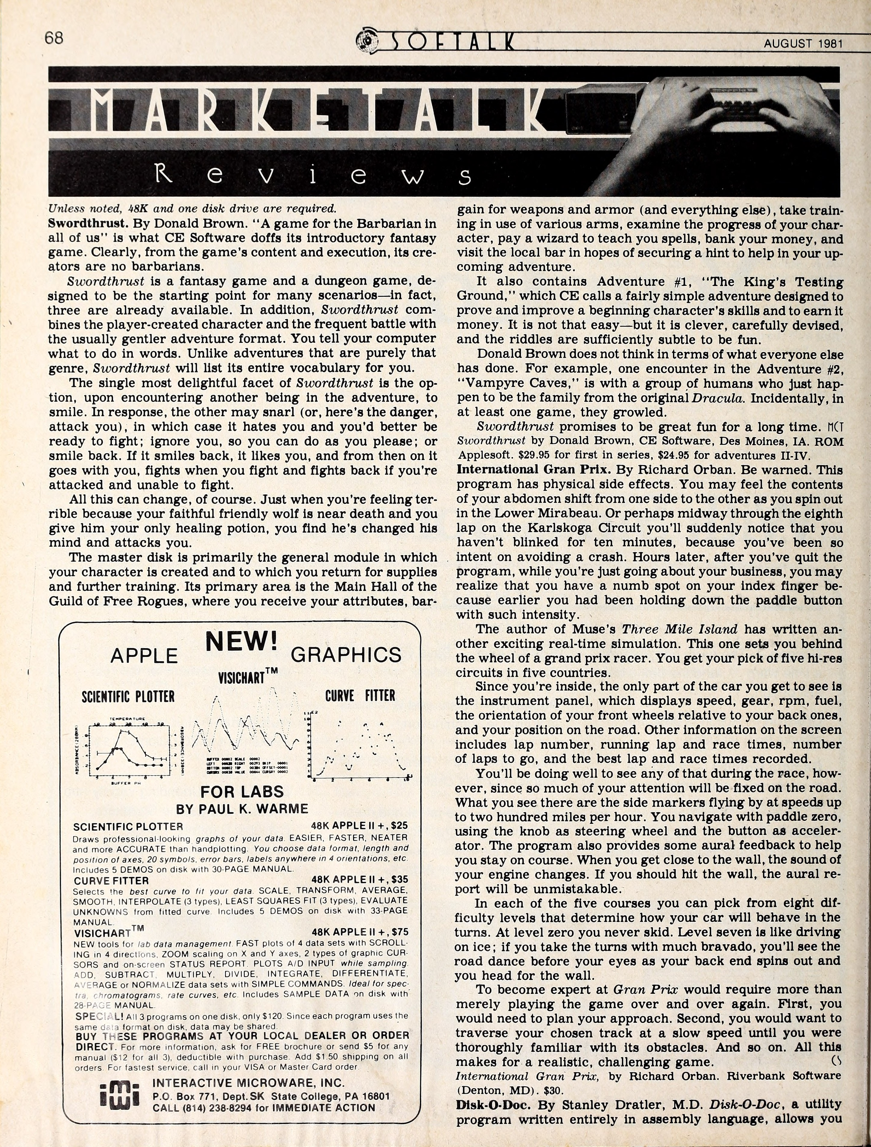 68
SOFTALK
AUGUST 1981
MARKETALK
Reviews
Unless noted, 48K and one disk drive are required.
Swordthrust. By Donald Brown. "A game for the Barbarian in
all of us" is what CE Software doffs its introductory fantasy
game. Clearly, from the game's content and execution, its cre-
ators are no barbarians.
Swordthrust is a fantasy game and a dungeon game, de-
signed to be the starting point for many scenarios—in fact,
three are already available. In addition, Swordthrust com-
bines the player-created character and the frequent battle with
the usually gentler adventure format. You tell your computer
what to do in words. Unlike adventures that are purely that
genre, Swordthrust will list its entire vocabulary for you.
The single most delightful facet of Swordthrust is the op-
tion, upon encountering another being in the adventure, to
smile. In response, the other may snarl (or, here's the danger,
attack you), in which case it hates you and you'd better be
ready to fight; ignore you, so you can do as you please; or
smile back. If it smiles back, it likes you, and from then on it
goes with you, fights when you fight and fights back if you're
attacked and unable to fight.
All this can change, of course. Just when you're feeling ter-
rible because your faithful friendly wolf is near death and you
give him your only healing potion, you find he's changed his
mind and attacks you.
The master disk is primarily the general module in which
your character is created and to which you return for supplies
and further training. Its primary area is the Main Hall of the
Guild of Free Rogues, where you receive your attributes, bar-
gain for weapons and armor (and everything else), take train-
ing in use of various arms, examine the progress of your char-
acter, pay a wizard to teach you spells, bank your money, and
visit the local bar in hopes of securing a hint to help in your up-
coming adventure.
It also contains Adventure #1, "The King's Testing
Ground," which CE calls a fairly simple adventure designed to
prove and improve a beginning character's skills and to earn it
money. It is not that easy—but it is clever, carefully devised,
and the riddles are sufficiently subtle to be fun.
Donald Brown does not think in terms of what everyone else
has done. For example, one encounter in the Adventure #2,
"Vampyre Caves," is with a group of humans who just hap-
pen to be the family from the original Dracula. Incidentally, in
at least one game, they growled.
Swordthrust promises to be great fun for a long time. MCT
Swordthrust by Donald Brown, CE Software, Des Moines, IA. ROM
Applesoft. $29.95 for first in series, $24.95 for adventures II-IV.
International Gran Prix. By Richard Orban. Be warned. This
program has physical side effects. You may feel the contents
of your abdomen shift from one side to the other as you spin out
in the Lower Mirabeau. Or perhaps midway through the eighth
lap on the Karlskoga Circuit you'll suddenly notice that you
haven't blinked for ten minutes, because you've been so
intent on avoiding a crash. Hours later, after you've quit the
program, while you're just going about your business, you may
realize that you have a numb spot on your index finger be-
cause earlier you had been holding down the paddle button
with such intensity.
The author of Muse's Three Mile Island has written an-
other exciting real-time simulation. This one sets you behind
the wheel of a grand prix racer. You get your pick of five hi-res
circuits in five countries.
Since you're inside, the only part of the car you get to see is
the instrument panel, which displays speed, gear, rpm, fuel,
the orientation of your front wheels relative to your back ones,
and your position on the road. Other information on the screen
includes lap number, running lap and race times, number
of laps to go, and the best lap and race times recorded.
You'll be doing well to see any of that during the race, how-
ever, since so much of your attention will be fixed on the road.
What you see there are the side markers flying by at speeds up
to two hundred miles per hour. You navigate with paddle zero,
using the knob as steering wheel and the button as acceler-
ator. The program also provides some aural feedback to help
you stay on course. When you get close to the wall, the sound of
your engine changes. If you should hit the wall, the aural re-
port will be unmistakable.
In each of the five courses you can pick from eight dif-
ficulty levels that determine how your car will behave in the
turns. At level zero you never skid. Level seven is like driving
on ice; if you take the turns with much bravado, you'll see the
road dance before your eyes as your back end spins out and
you head for the wall.
To become expert at Gran Prix would require more than
merely playing the game over and over again. First, you
would need to plan your approach. Second, you would want to
traverse your chosen track at a slow speed until you were
thoroughly familiar with its obstacles. And so on. All this
makes for a realistic, challenging game.
International Gran Prix, by Richard Orban. Riverbank Software
(Denton, MD). $30.
Disk-O-Doc. By Stanley Dratler, M.D. Disk-O-Doc, a utility
program written entirely in assembly language, allows you
NEW!
APPLE GRAPHICS
VISICHART™
SCIENTIFIC PLOTTER
CURVE FITTER
TEMPERATURE
BUFFER PH
FOR LABS
BY PAUL K. WARME
SCIENTIFIC PLOTTER 48K APPLE II +, $25
Draws professional-looking graphs of your data. EASIER, FASTER, NEATER
and more ACCURATE than handplotting. You choose data format, length and
position of axes, 20 symbols, error bars, labels anywhere in 4 orientations, etc.
Includes 5 DEMOS on disk with 30-PAGE MANUAL.
CURVE FITTER 48K APPLE II +, $35
Selects the best curve to fit your data. SCALE, TRANSFORM, AVERAGE,
SMOOTH, INTERPOLATE (3 types), LEAST SQUARES FIT (3 types), EVALUATE
UNKNOWNS from fitted curve. Includes 5 DEMOS on disk with 33-PAGE
MANUAL.
VISICHART™ 48K APPLE II +, $75
NEW tools for lab data management. FAST plots of 4 data sets with SCROLL-
ING in 4 directions, ZOOM scaling on X and Y axes, 2 types of graphic CUR-
SORS and on-screen STATUS REPORT. PLOTS A/D INPUT while sampling.
ADD, SUBTRACT, MULTIPLY, DIVIDE, INTEGRATE, DIFFERENTIATE,
AVERAGE or NORMALIZE data sets with SIMPLE COMMANDS. Ideal for spec-
tra, chromatograms, rate curves, etc. Includes SAMPLE DATA on disk with
28-PAGE MANUAL.
SPECIAL! All 3 programs on one disk, only $120. Since each program uses the
same data format on disk, data may be shared.
BUY THESE PROGRAMS AT YOUR LOCAL DEALER OR ORDER
DIRECT. For more information, ask for FREE brochure or send $5 for any
manual ($12 for all 3), deductible with purchase. Add $1.50 shipping on all
orders. For fastest service, call in your VISA or Master Card order.
INTERACTIVE MICROWARE, INC.
P.O. Box 771, Dept. SK State College, PA 16801
CALL (814) 238-8294 for IMMEDIATE ACTION